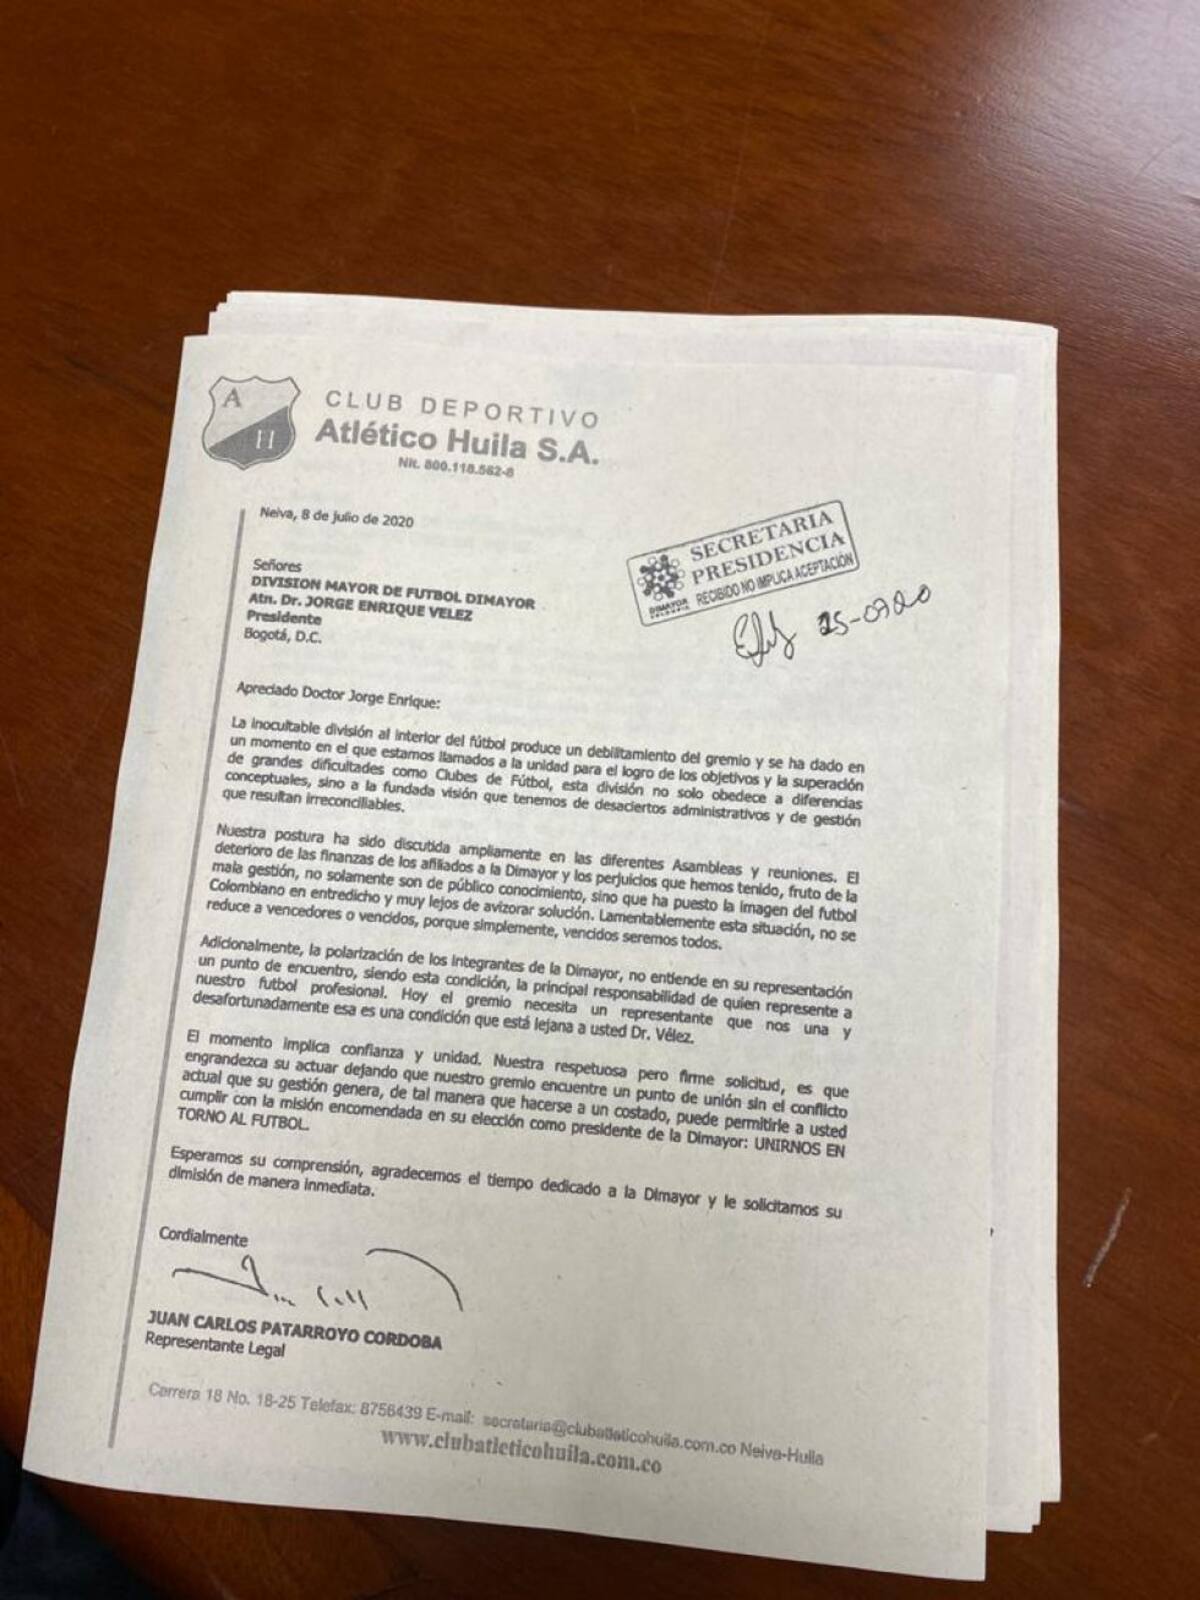 A
H
CLUB DEPORTIVO
Atlético Huila S.A.
Nit. 800.118.562-8
Neiva, 8 de julio de 2020
SECRETARIA
PRESIDENCIA
RECIBIDO NO IMPLICA ACEPTACIÓN
DIMAYOR
COLOMBIA
25-0720
Señores
DIVISION MAYOR DE FUTBOL DIMAYOR
Atn. Dr. JORGE ENRIQUE VELEZ
Presidente
Bogotá, D.C.
Apreciado Doctor Jorge Enrique:
La inocultable división al interior del fútbol produce un debilitamiento del gremio y se ha dado en
un momento en el que estamos llamados a la unidad para el logro de los objetivos y la superación
de grandes dificultades como Clubes de Fútbol, esta división no solo obedece a diferencias
conceptuales, sino a la fundada visión que tenemos de desaciertos administrativos y de gestión
que resultan irreconciliables.
Nuestra postura ha sido discutida ampliamente en las diferentes Asambleas y reuniones. El
deterioro de las finanzas de los afiliados a la Dimayor y los perjuicios que hemos tenido, fruto de la
mala gestión, no solamente son de público conocimiento, sino que ha puesto la imagen del futbol
Colombiano en entredicho y muy lejos de avizorar solución. Lamentablemente esta situación, no se
reduce a vencedores o vencidos, porque simplemente, vencidos seremos todos.
Adicionalmente, la polarización de los integrantes de la Dimayor, no entiende en su representación
un punto de encuentro, siendo esta condición, la principal responsabilidad de quien represente a
nuestro futbol profesional. Hoy el gremio necesita un representante que nos una y
desafortunadamente esa es una condición que está lejana a usted Dr. Vélez.
El momento implica confianza y unidad. Nuestra respetuosa pero firme solicitud, es que
engrandezca su actuar dejando que nuestro gremio encuentre un punto de unión sin el conflicto
actual que su gestión genera, de tal manera que hacerse a un costado, puede permitirle a usted
cumplir con la misión encomendada en su elección como presidente de la Dimayor: UNIRNOS EN
TORNO AL FUTBOL.
Esperamos su comprensión, agradecemos el tiempo dedicado a la Dimayor y le solicitamos su
dimisión de manera inmediata.
Cordialmente
JUAN CARLOS PATARROYO CORDOBA
Representante Legal
Carrera 18 No. 18-25 Telefax: 8756439 E-mail: secretaria@clubatleticohuila.com.co Neiva-Huila
www.clubatleticohuila.com.co